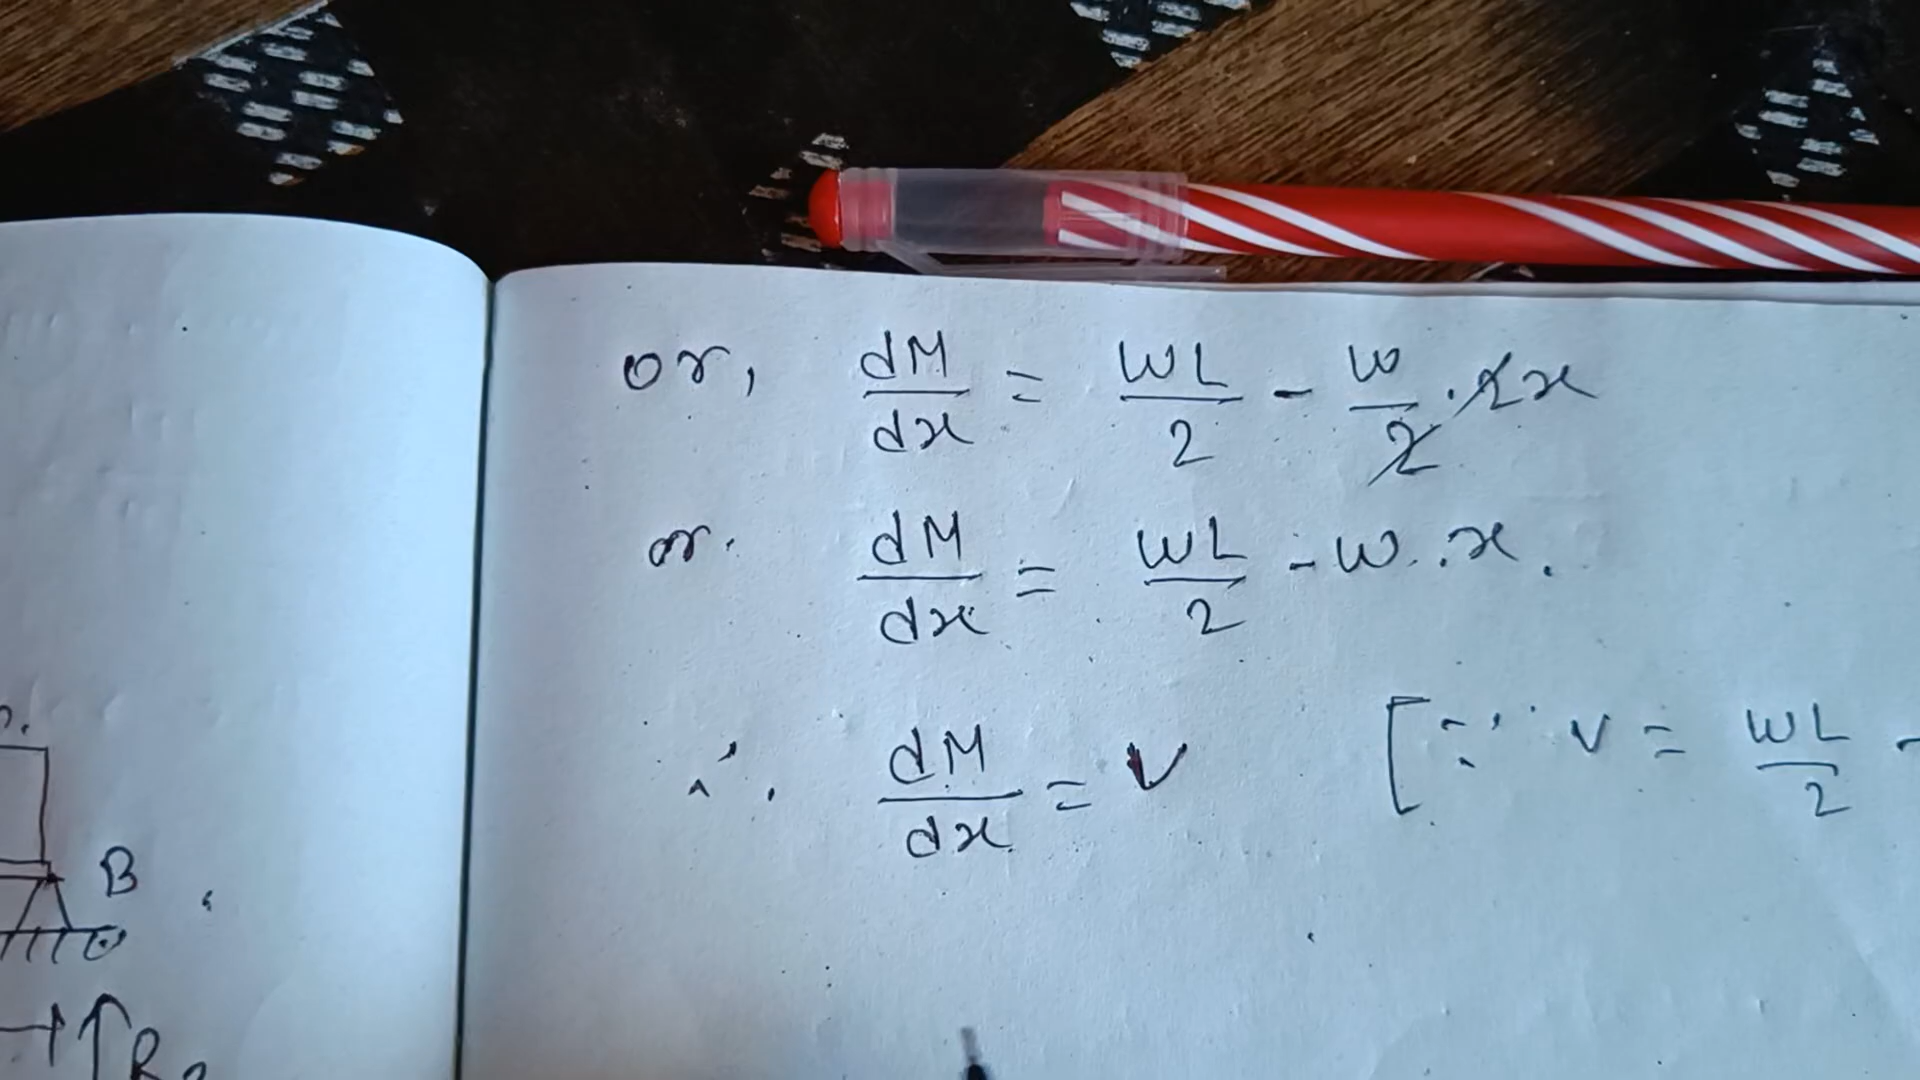 B
or, dM/dx = WL/2 - w/2 . 2x
or. dM/dx = WL/2 - w . x.
∴ dM/dx = V [∵ V = WL/2 -